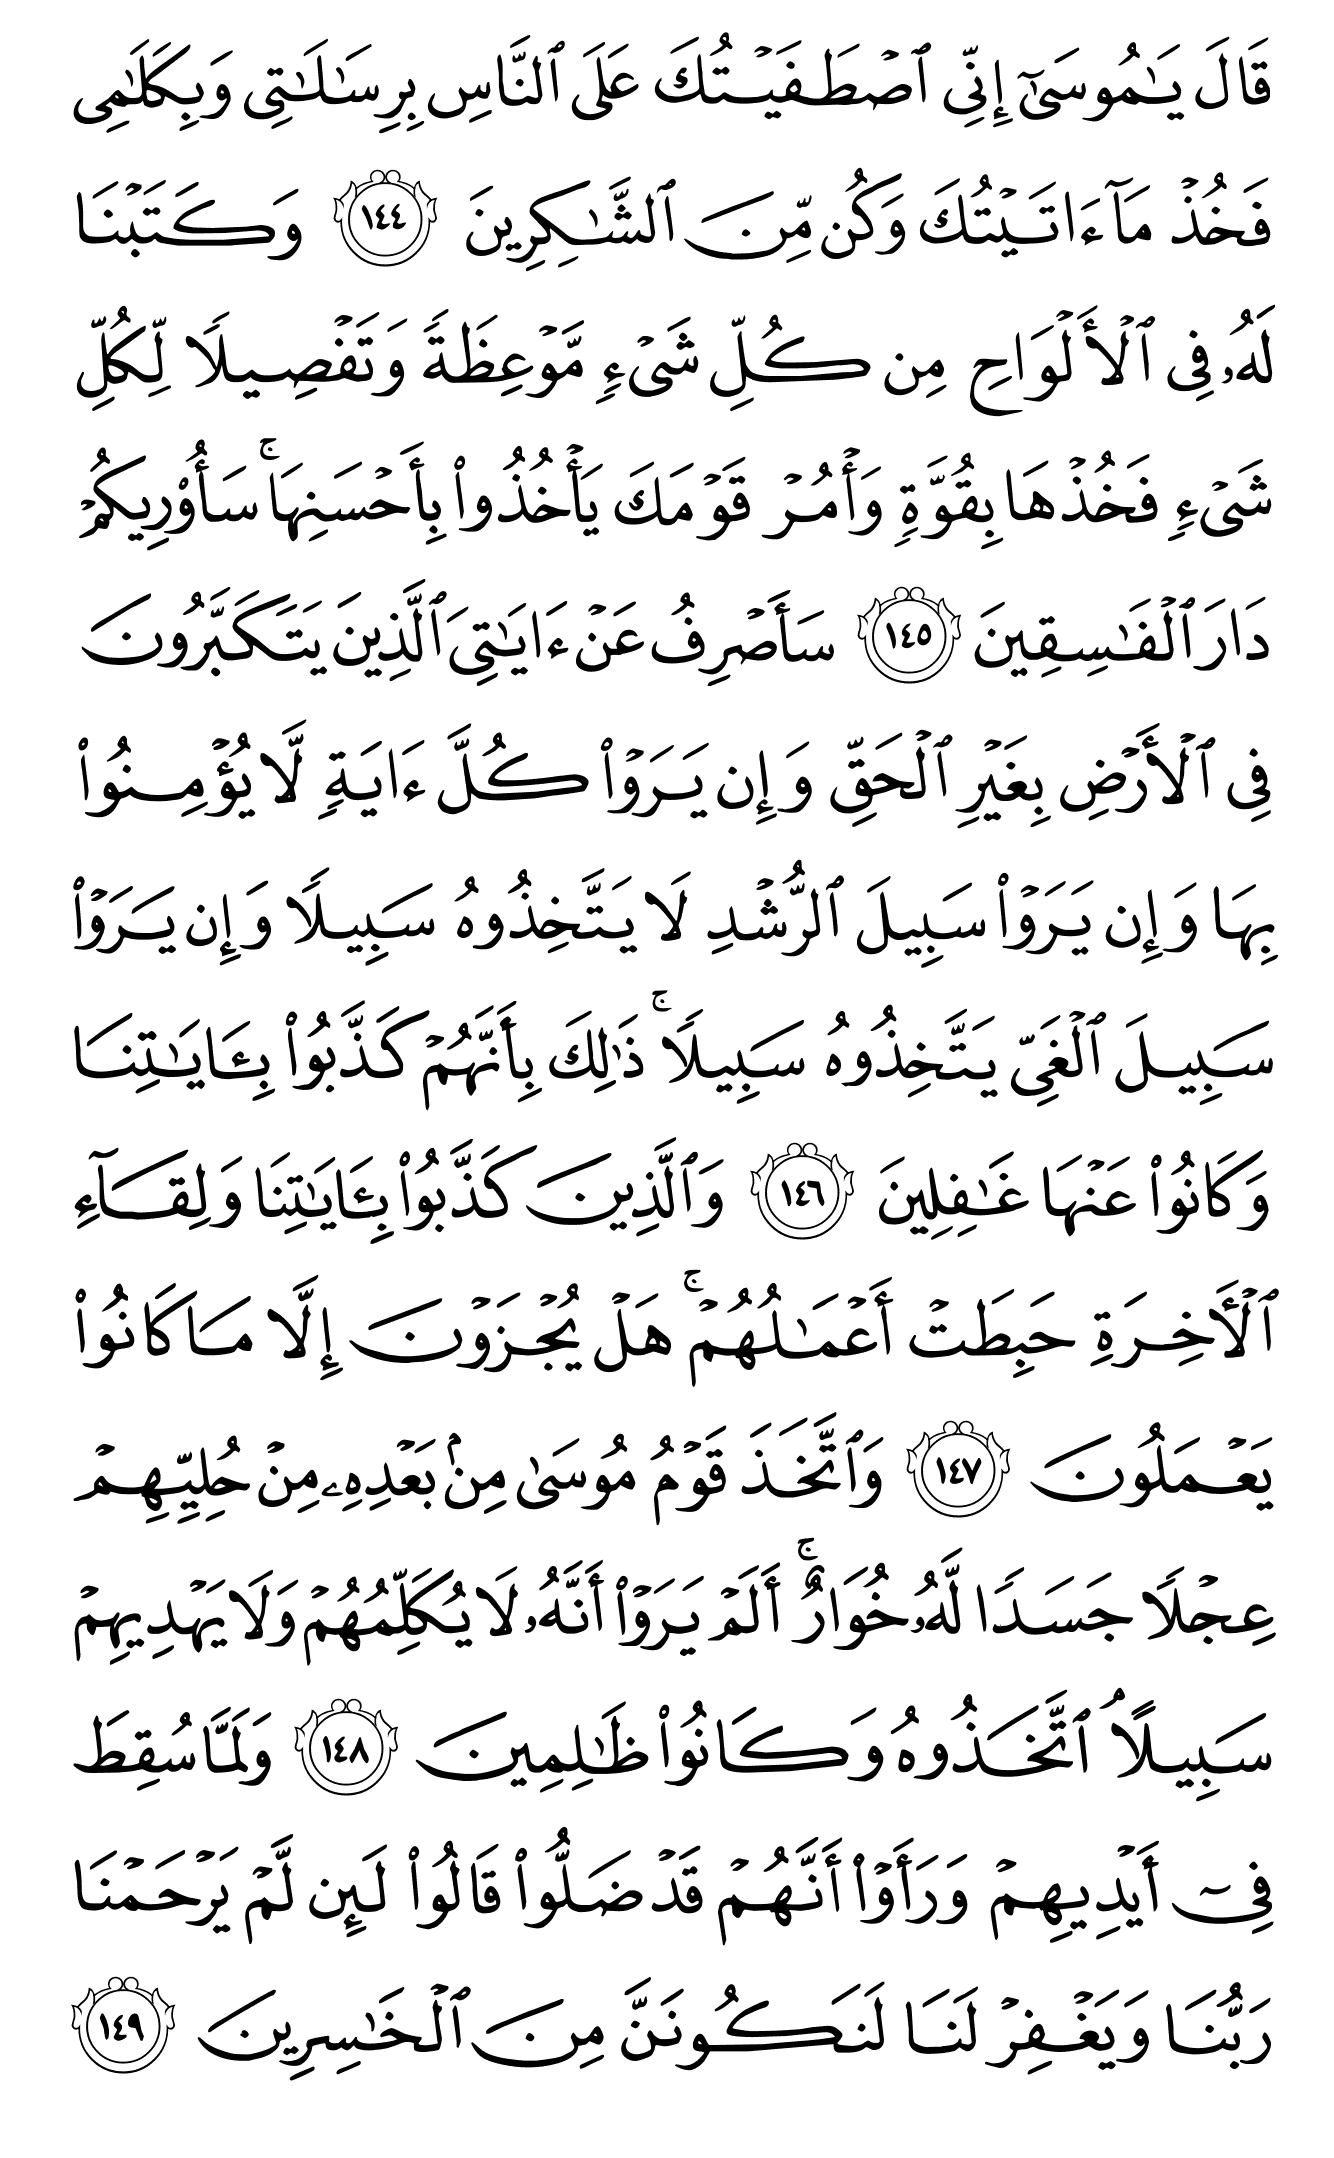 قَالَ يَٰمُوسَىٰٓ إِنِّى ٱصْطَفَيْتُكَ عَلَى ٱلنَّاسِ بِرِسَٰلَٰتِى وَبِكَلَٰمِى
فَخُذْ مَآ ءَاتَيْتُكَ وَكُن مِّنَ ٱلشَّٰكِرِينَ ١٤٤ وَكَتَبْنَا
لَهُۥ فِى ٱلْأَلْوَاحِ مِن كُلِّ شَىْءٍ مَّوْعِظَةً وَتَفْصِيلًا لِّكُلِّ
شَىْءٍ فَخُذْهَا بِقُوَّةٍ وَأْمُرْ قَوْمَكَ يَأْخُذُوا۟ بِأَحْسَنِهَا ۚ سَأُو۟رِيكُمْ
دَارَ ٱلْفَٰسِقِينَ ١٤٥ سَأَصْرِفُ عَنْ ءَايَٰتِىَ ٱلَّذِينَ يَتَكَبَّرُونَ
فِى ٱلْأَرْضِ بِغَيْرِ ٱلْحَقِّ وَإِن يَرَوْا۟ كُلَّ ءَايَةٍ لَّا يُؤْمِنُوا۟
بِهَا وَإِن يَرَوْا۟ سَبِيلَ ٱلرُّشْدِ لَا يَتَّخِذُوهُ سَبِيلًا وَإِن يَرَوْا۟
سَبِيلَ ٱلْغَىِّ يَتَّخِذُوهُ سَبِيلًا ۚ ذَٰلِكَ بِأَنَّهُمْ كَذَّبُوا۟ بِـَٔايَٰتِنَا
وَكَانُوا۟ عَنْهَا غَٰفِلِينَ ١٤٦ وَٱلَّذِينَ كَذَّبُوا۟ بِـَٔايَٰتِنَا وَلِقَآءِ
ٱلْأَخِرَةِ حَبِطَتْ أَعْمَٰلُهُمْ ۚ هَلْ يُجْزَوْنَ إِلَّا مَا كَانُوا۟
يَعْمَلُونَ ١٤٧ وَٱتَّخَذَ قَوْمُ مُوسَىٰ مِنۢ بَعْدِهِۦ مِنْ حُلِيِّهِمْ
عِجْلًا جَسَدًا لَّهُۥ خُوَارٌ ۚ أَلَمْ يَرَوْا۟ أَنَّهُۥ لَا يُكَلِّمُهُمْ وَلَا يَهْدِيهِمْ
سَبِيلًا ۘ ٱتَّخَذُوهُ وَكَانُوا۟ ظَٰلِمِينَ ١٤٨ وَلَمَّا سُقِطَ
فِىٓ أَيْدِيهِمْ وَرَأَوْا۟ أَنَّهُمْ قَدْ ضَلُّوا۟ قَالُوا۟ لَئِن لَّمْ يَرْحَمْنَا
رَبُّنَا وَيَغْفِرْ لَنَا لَنَكُونَنَّ مِنَ ٱلْخَٰسِرِينَ ١٤٩